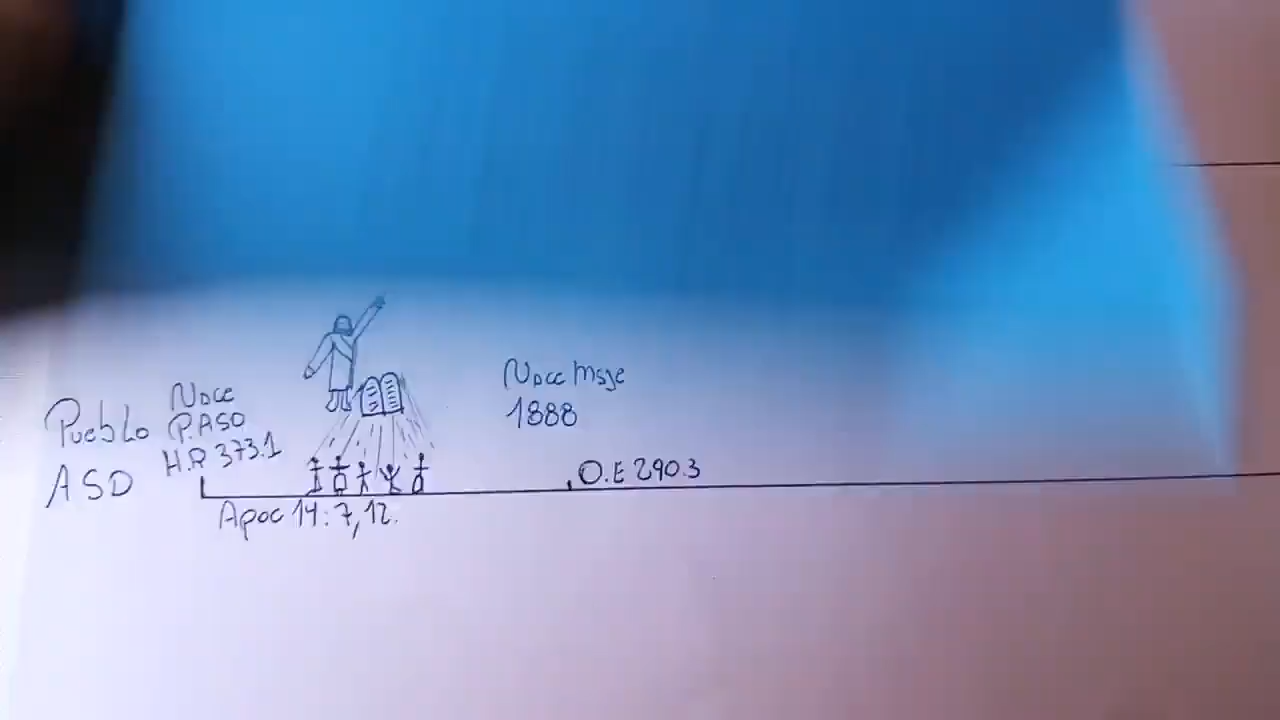 Pueblo
ASD
Nace
P.ASD
H.R 373.1
Apoc 14:7,12.
Nace Msje
1888
O.E 290.3